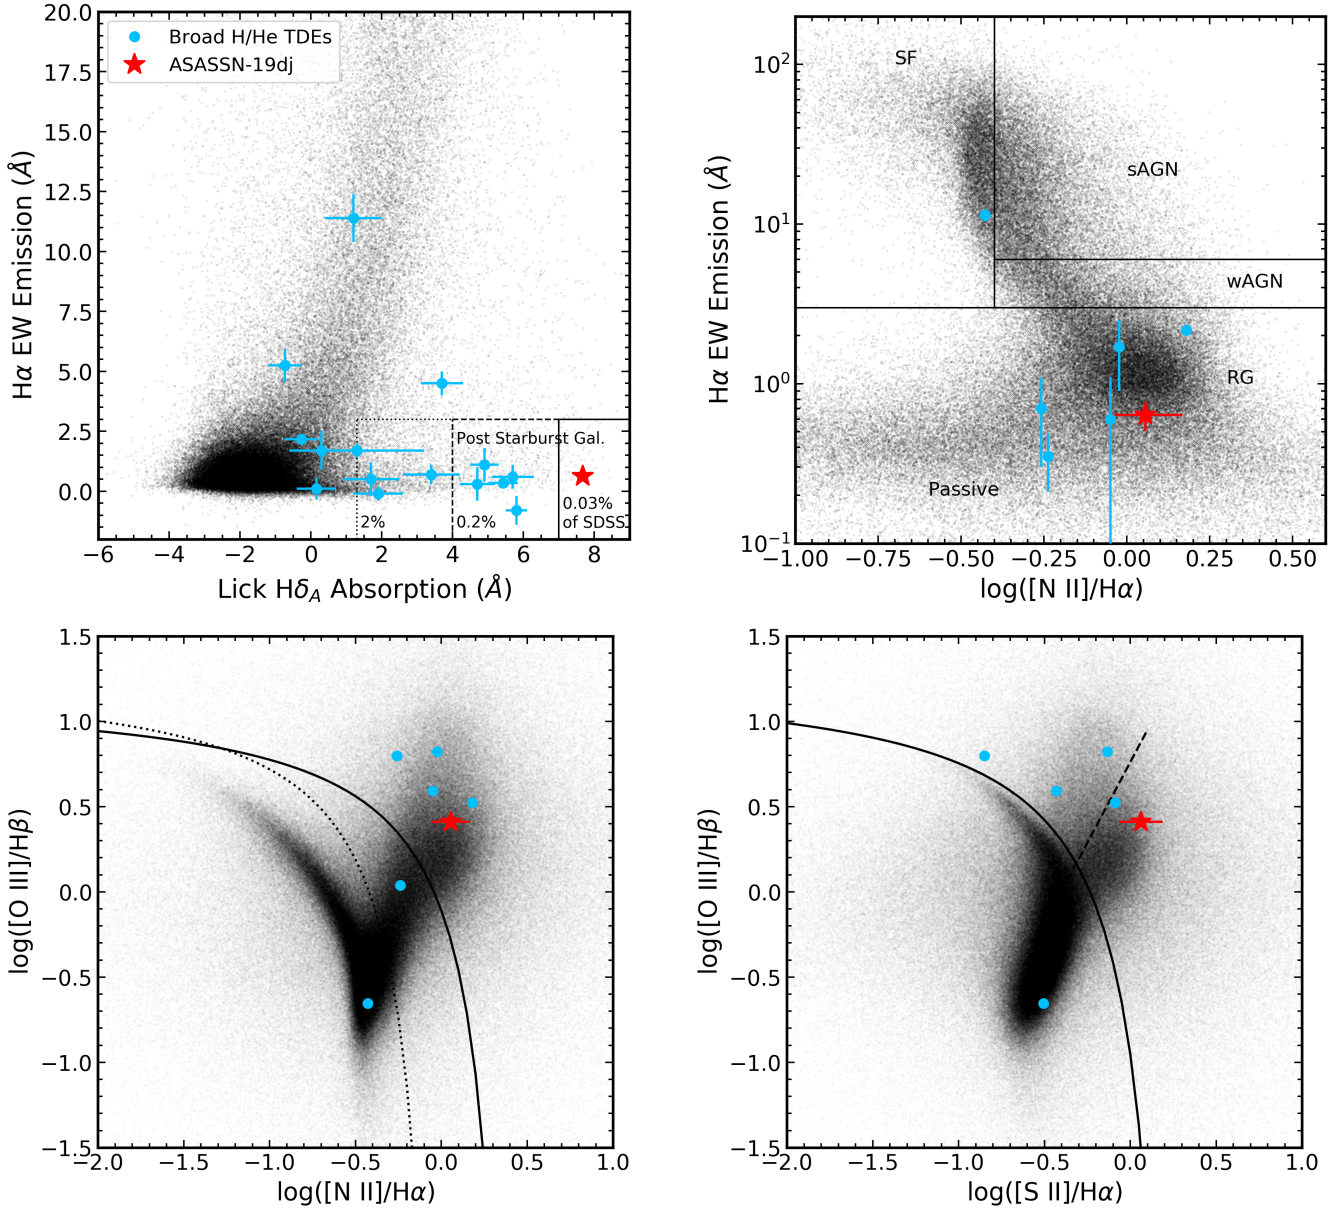 Broad H/He TDEs
ASASSN-19dj
20.0
17.5
15.0
12.5
10.0
7.5
5.0
2.5
0.0
Hα EW Emission (Å)
Post Starburst Gal.
2%
0.2%
0.03%
of SDSS
−6 −4 −2 0 2 4 6 8
Lick Hδ_A Absorption (Å)
SF
sAGN
wAGN
RG
Passive
10²
10¹
10⁰
10⁻¹
Hα EW Emission (Å)
−1.00 −0.75 −0.50 −0.25 0.00 0.25 0.50
log([N II]/Hα)
1.5
1.0
0.5
0.0
−0.5
−1.0
−1.5
log([O III]/Hβ)
−2.0 −1.5 −1.0 −0.5 0.0 0.5 1.0
log([N II]/Hα)
1.5
1.0
0.5
0.0
−0.5
−1.0
−1.5
log([O III]/Hβ)
−2.0 −1.5 −1.0 −0.5 0.0 0.5 1.0
log([S II]/Hα)